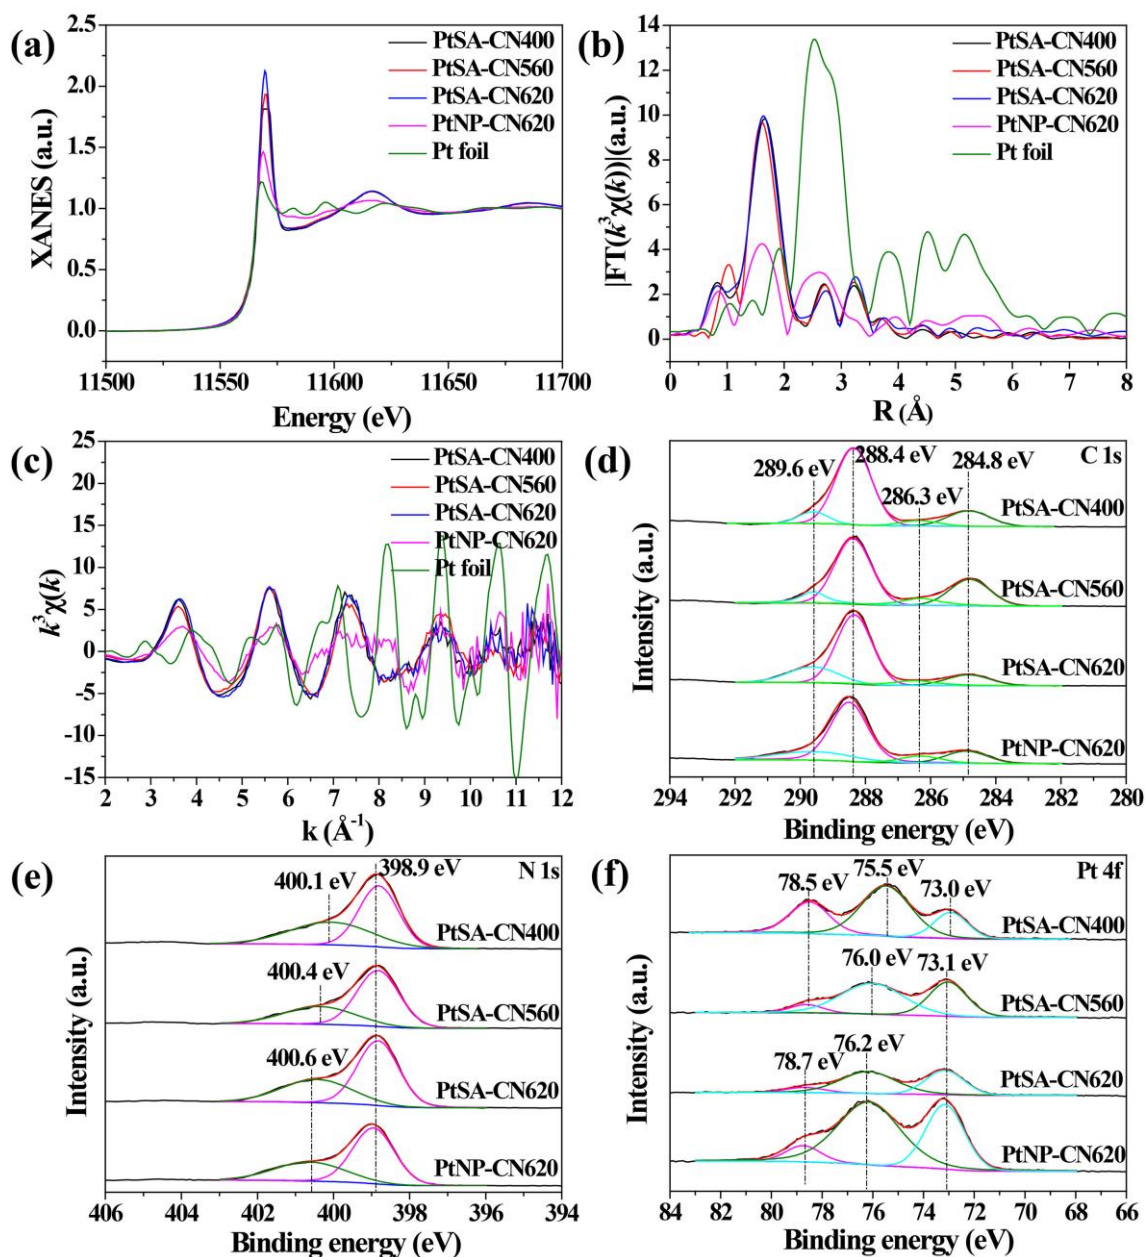 (a)
2.5
2.0
1.5
1.0
0.5
0.0
XANES (a.u.)
PtSA-CN400
PtSA-CN560
PtSA-CN620
PtNP-CN620
Pt foil
11500 11550 11600 11650 11700
Energy (eV)
(b)
14
12
10
8
6
4
2
0
|FT(k³χ(k))|(a.u.)
PtSA-CN400
PtSA-CN560
PtSA-CN620
PtNP-CN620
Pt foil
0 1 2 3 4 5 6 7 8
R (Å)
(c)
25
20
15
10
5
0
-5
-10
-15
k³χ(k)
PtSA-CN400
PtSA-CN560
PtSA-CN620
PtNP-CN620
Pt foil
2 3 4 5 6 7 8 9 10 11 12
k (Å⁻¹)
(d)
Intensity (a.u.)
289.6 eV
288.4 eV
284.8 eV
C 1s
286.3 eV
PtSA-CN400
PtSA-CN560
PtSA-CN620
PtNP-CN620
294 292 290 288 286 284 282 280
Binding energy (eV)
(e)
Intensity (a.u.)
N 1s
398.9 eV
400.1 eV
PtSA-CN400
400.4 eV
PtSA-CN560
400.6 eV
PtSA-CN620
PtNP-CN620
406 404 402 400 398 396 394
Binding energy (eV)
(f)
Intensity (a.u.)
Pt 4f
75.5 eV
78.5 eV
73.0 eV
PtSA-CN400
76.0 eV
73.1 eV
PtSA-CN560
76.2 eV
78.7 eV
PtSA-CN620
PtNP-CN620
84 82 80 78 76 74 72 70 68 66
Binding energy (eV)